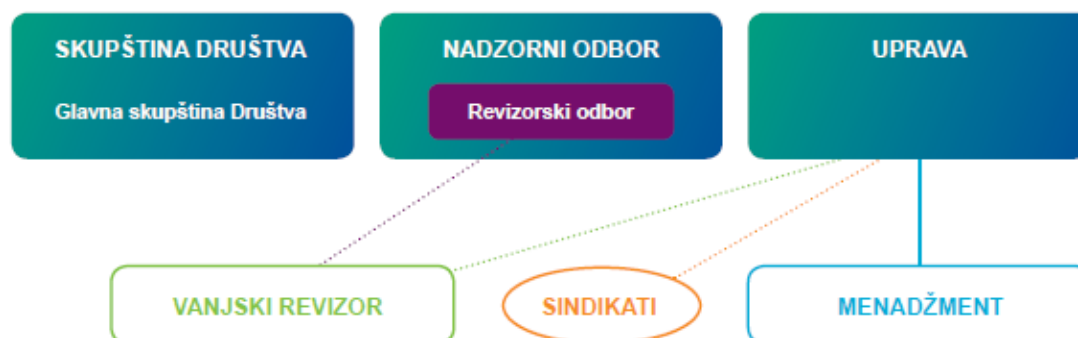 SKUPŠTINA DRUŠTVA
Glavna skupština Društva
NADZORNI ODBOR
Revizorski odbor
UPRAVA
VANJSKI REVIZOR
SINDIKATI
MENADŽMENT